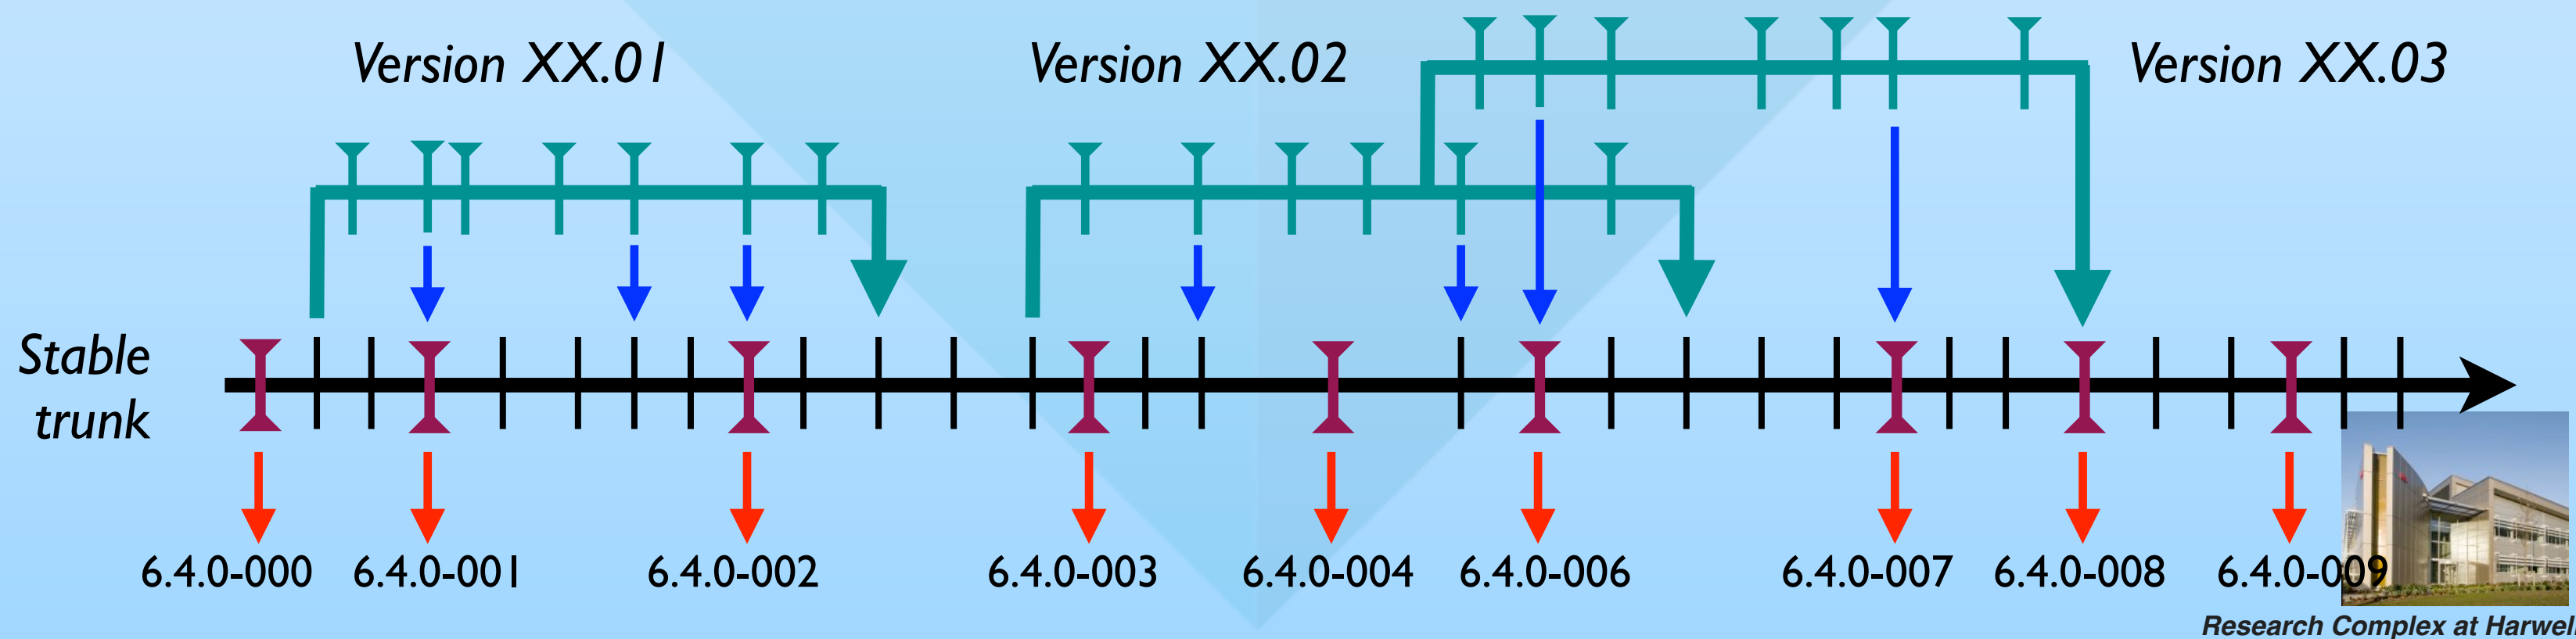 Version XX.01
Version XX.02
Version XX.03
Stable
trunk
6.4.0-000
6.4.0-001
6.4.0-002
6.4.0-003
6.4.0-004
6.4.0-006
6.4.0-007
6.4.0-008
6.4.0-009
Research Complex at Harwell